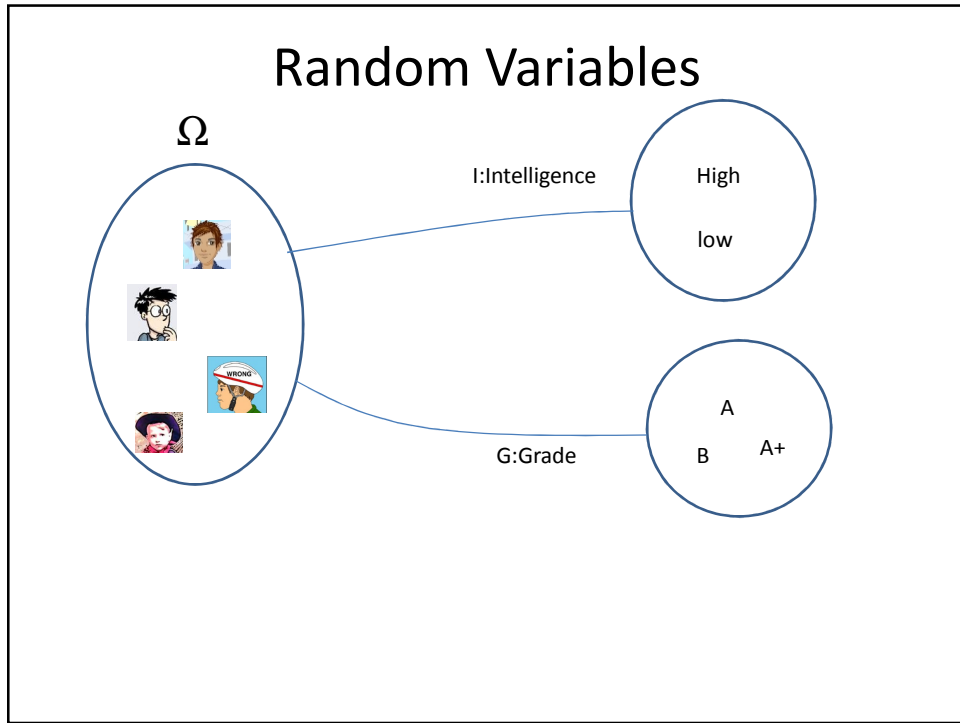 Random Variables
Ω
I:Intelligence
High
low
WRONG
A
A+
B
G:Grade